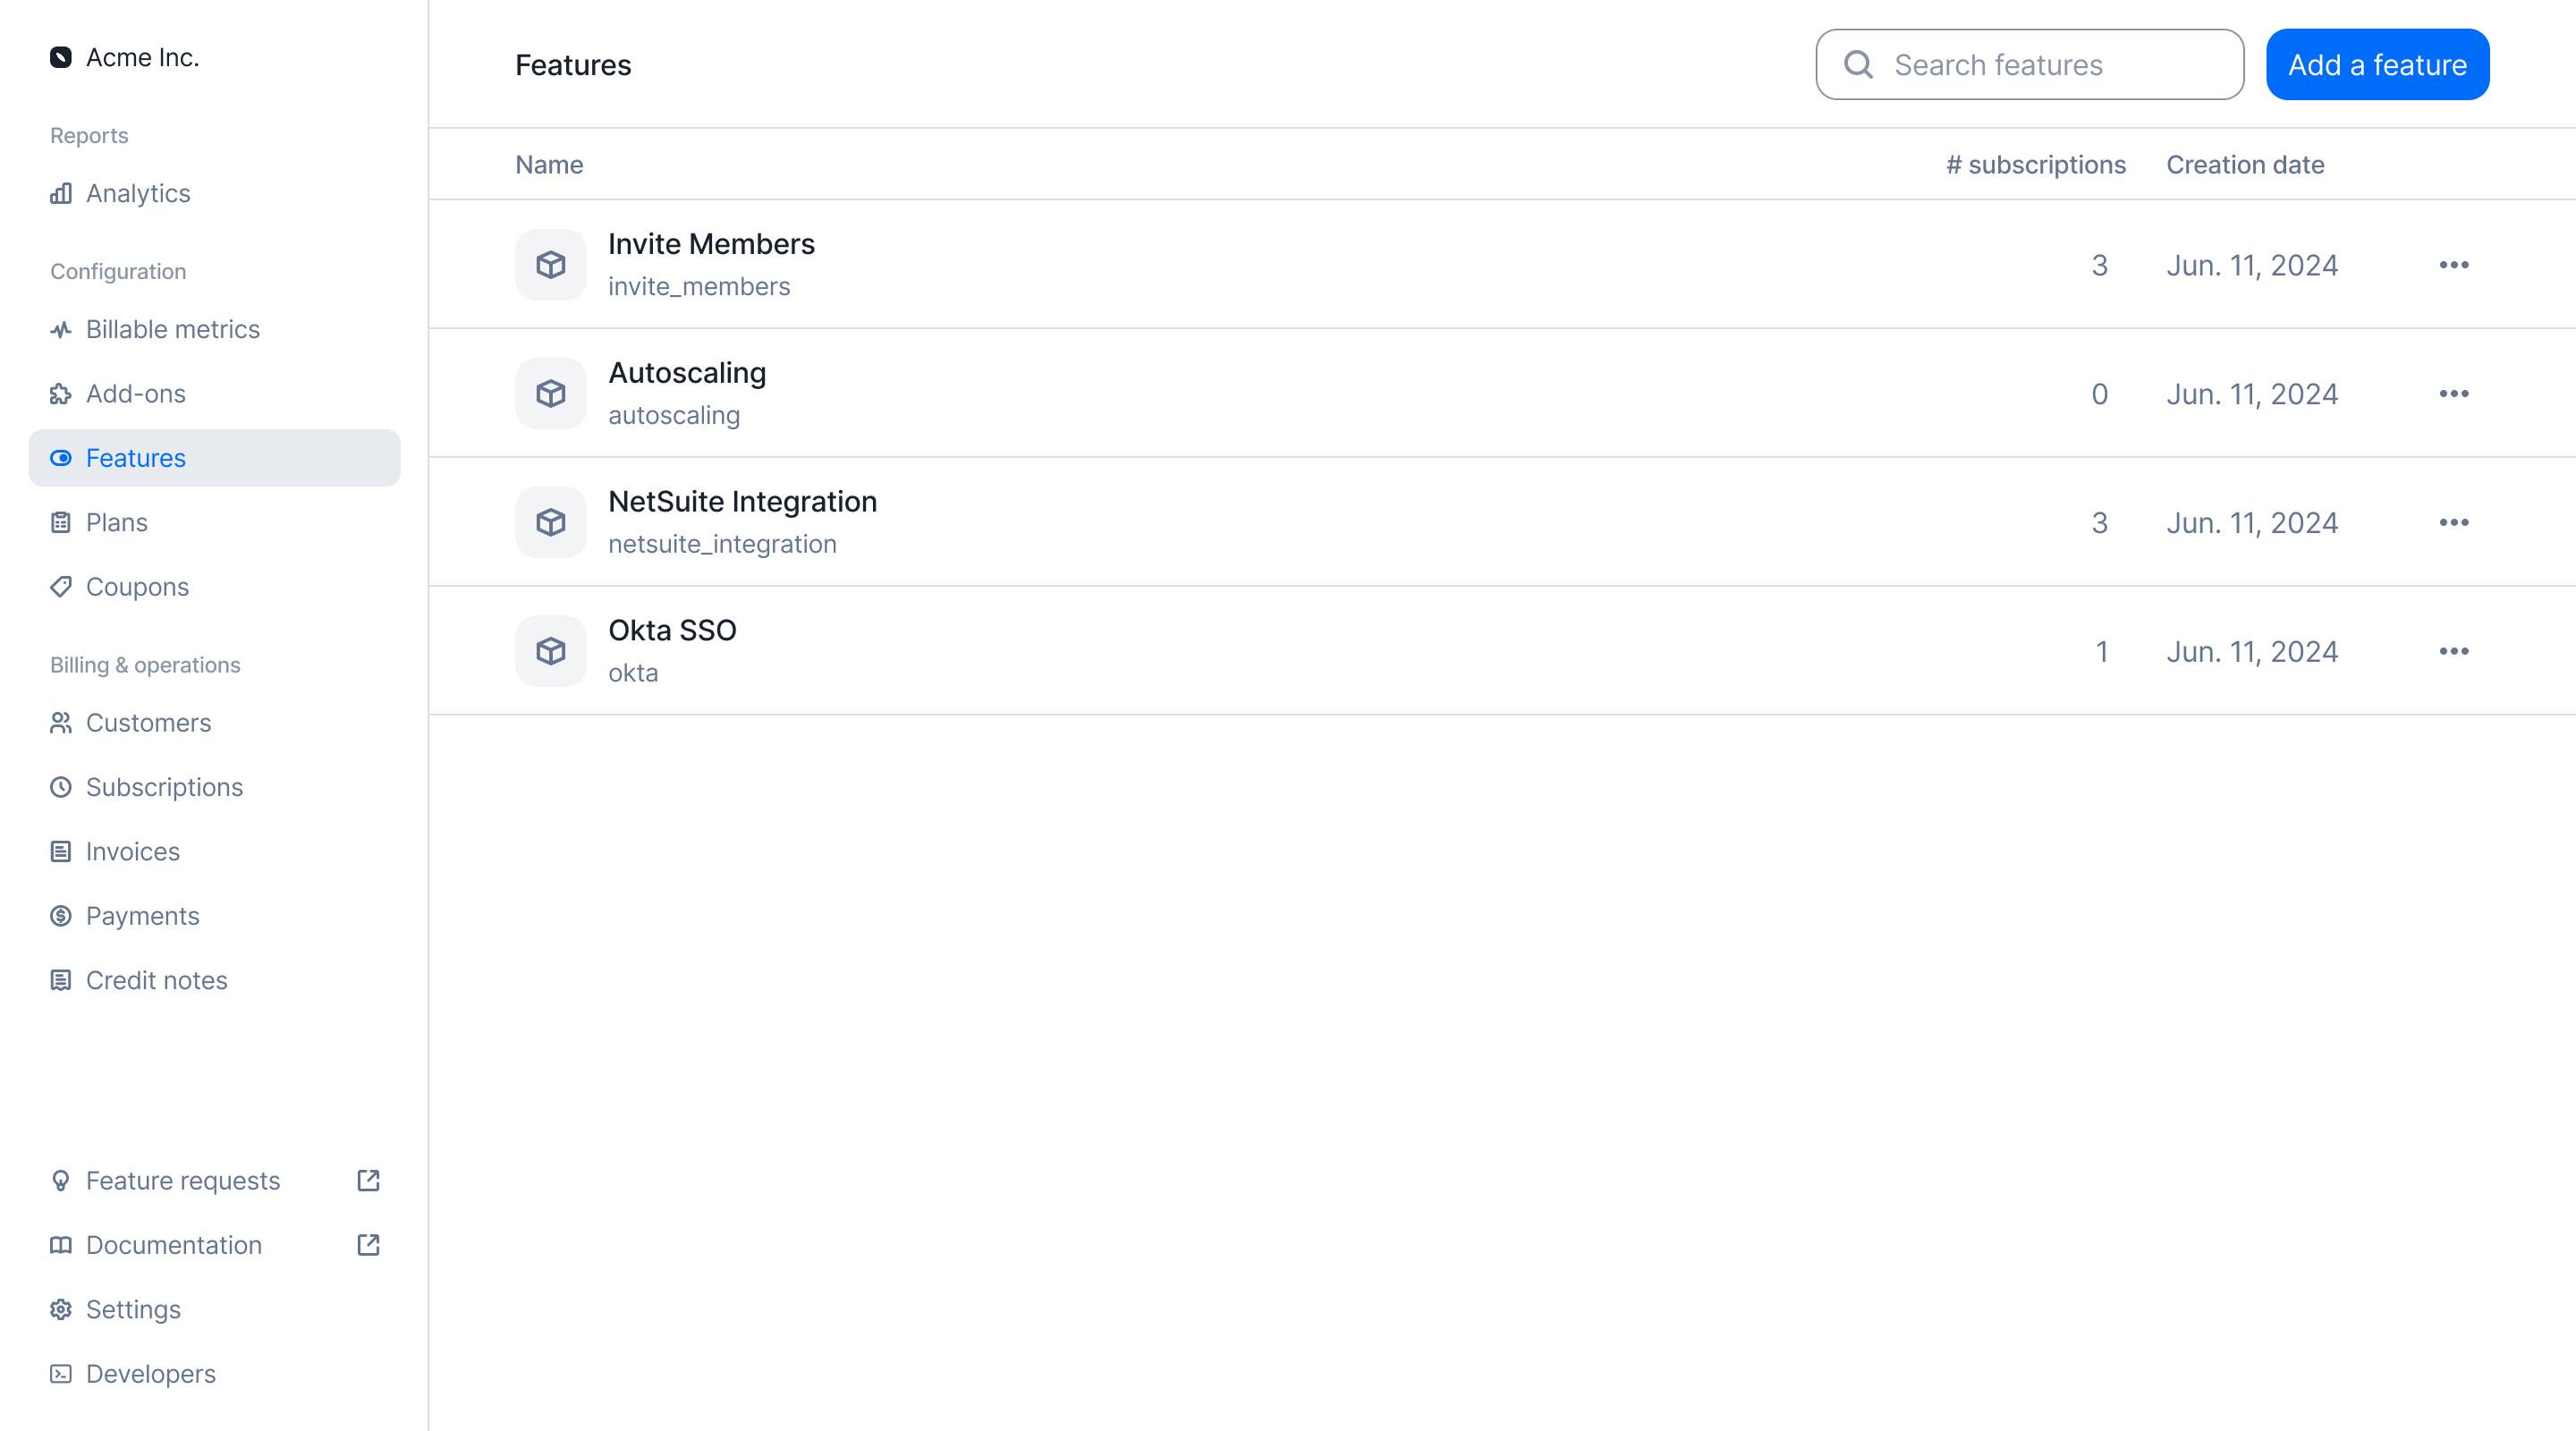 Acme Inc.
Reports
Analytics
Configuration
Billable metrics
Add-ons
Features
Plans
Coupons
Billing & operations
Customers
Subscriptions
Invoices
Payments
Credit notes
Feature requests
Documentation
Settings
Developers
Features
Search features
Add a feature
Name # subscriptions Creation date
Invite Members
invite_members
3 Jun. 11, 2024
Autoscaling
autoscaling
0 Jun. 11, 2024
NetSuite Integration
netsuite_integration
3 Jun. 11, 2024
Okta SSO
okta
1 Jun. 11, 2024